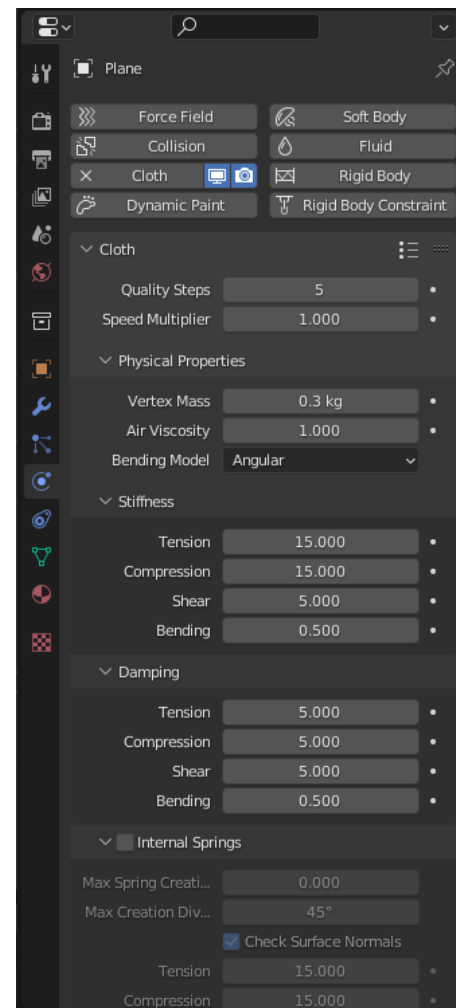 Plane
Force Field Soft Body
Collision Fluid
Cloth Rigid Body
Dynamic Paint Rigid Body Constraint
Cloth
Quality Steps 5
Speed Multiplier 1.000
Physical Properties
Vertex Mass 0.3 kg
Air Viscosity 1.000
Bending Model Angular
Stiffness
Tension 15.000
Compression 15.000
Shear 5.000
Bending 0.500
Damping
Tension 5.000
Compression 5.000
Shear 5.000
Bending 0.500
Internal Springs
Max Spring Creati... 0.000
Max Creation Div... 45°
Check Surface Normals
Tension 15.000
Compression 15.000